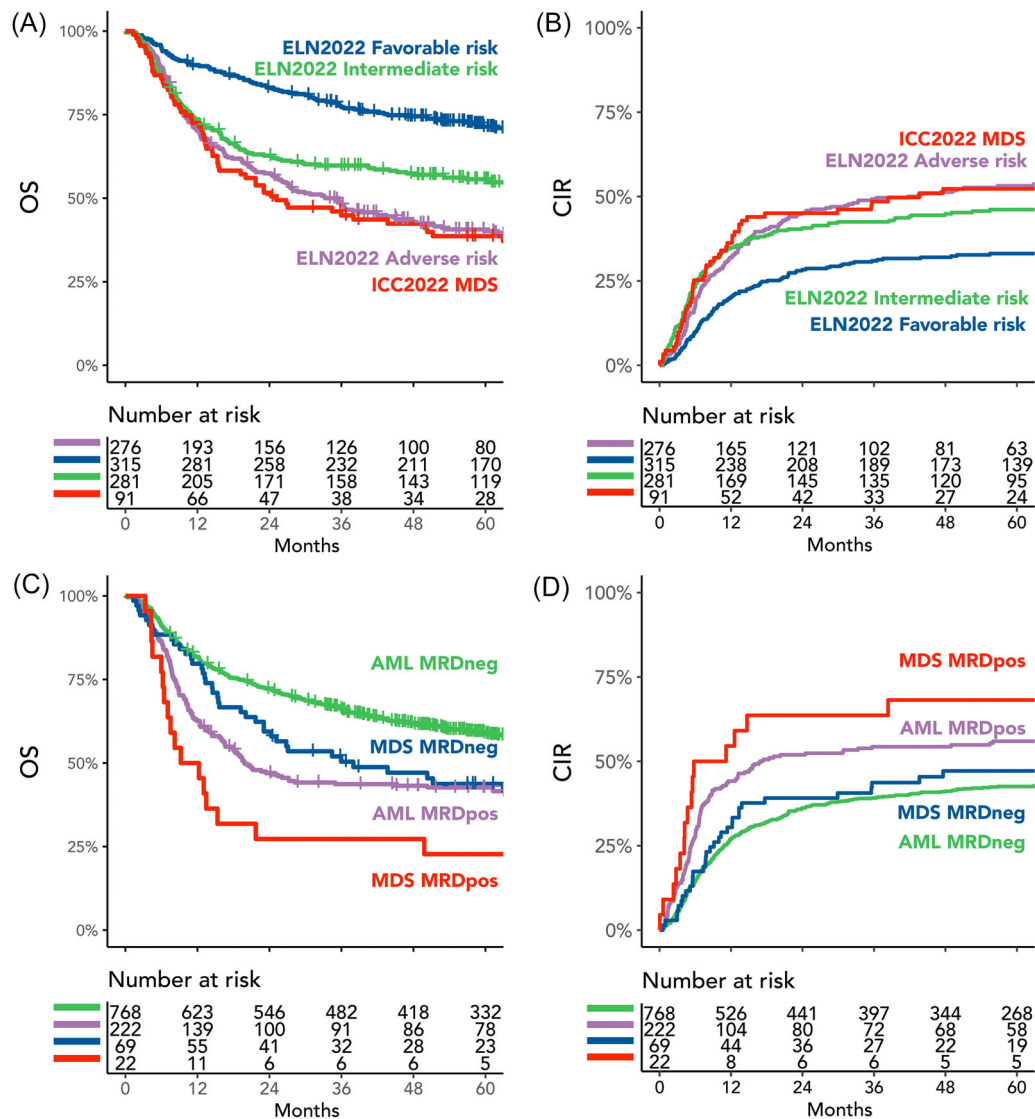 (A)
OS
100%
75%
50%
25%
0%
ELN2022 Favorable risk
ELN2022 Intermediate risk
ELN2022 Adverse risk
ICC2022 MDS
Number at risk
276 193 156 126 100 80
315 281 258 232 211 170
281 205 171 158 143 119
91 66 47 38 34 28
0 12 24 36 48 60
Months
(B)
CIR
100%
75%
50%
25%
0%
ICC2022 MDS
ELN2022 Adverse risk
ELN2022 Intermediate risk
ELN2022 Favorable risk
Number at risk
276 165 121 102 81 63
315 238 208 189 173 139
281 169 145 135 120 95
91 52 42 33 27 24
0 12 24 36 48 60
Months
(C)
OS
100%
75%
50%
25%
0%
AML MRDneg
MDS MRDneg
AML MRDpos
MDS MRDpos
Number at risk
768 623 546 482 418 332
222 139 100 91 86 78
69 55 41 32 28 23
22 11 6 6 6 5
0 12 24 36 48 60
Months
(D)
CIR
100%
75%
50%
25%
0%
MDS MRDpos
AML MRDpos
MDS MRDneg
AML MRDneg
Number at risk
768 526 441 397 344 268
222 104 80 72 68 58
69 44 36 27 22 19
22 8 6 6 5 5
0 12 24 36 48 60
Months